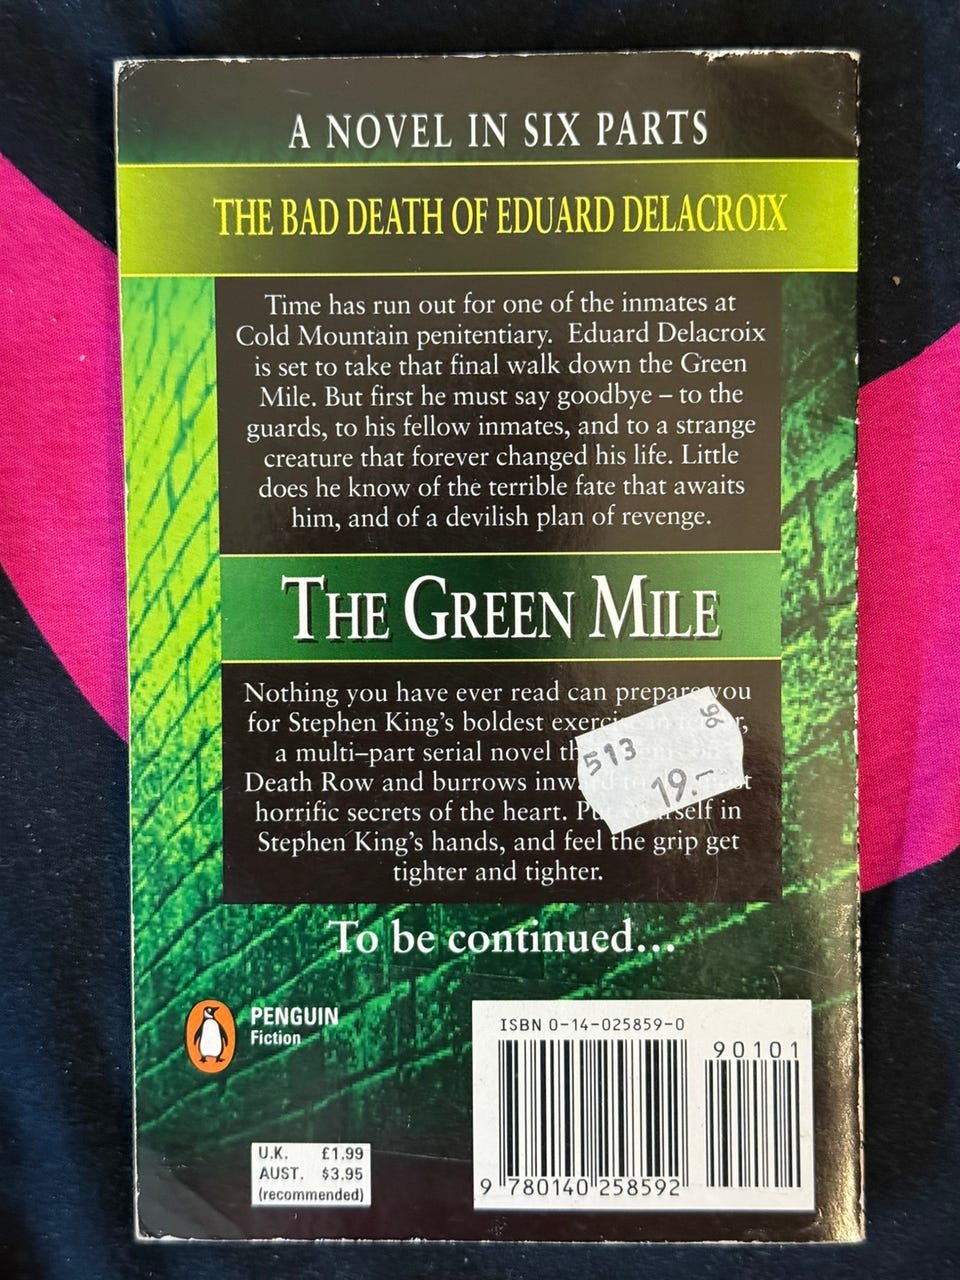 A NOVEL IN SIX PARTS
THE BAD DEATH OF EDUARD DELACROIX
Time has run out for one of the inmates at
Cold Mountain penitentiary. Eduard Delacroix
is set to take that final walk down the Green
Mile. But first he must say goodbye – to the
guards, to his fellow inmates, and to a strange
creature that forever changed his life. Little
does he know of the terrible fate that awaits
him, and of a devilish plan of revenge.
THE GREEN MILE
Nothing you have ever read can prepare you
for Stephen King's boldest exercise in terror,
a multi–part serial novel
Death Row and burrows
horrific secrets of the heart. Put yourself in
Stephen King's hands, and feel the grip get
tighter and tighter.
96
513
19.-
To be continued...
PENGUIN
Fiction
U.K. £1.99
AUST. $3.95
(recommended)
ISBN 0-14-025859-0
90101
9 780140 258592